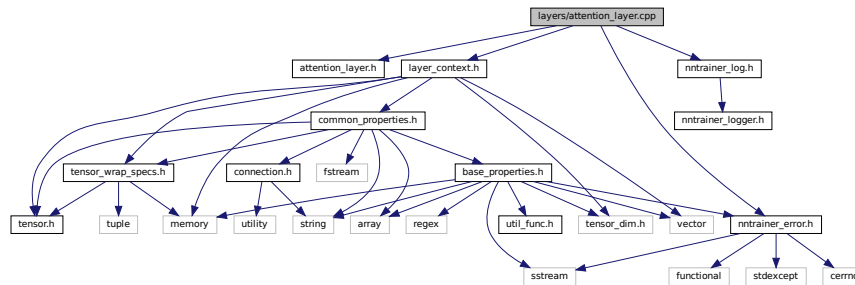 layers/attention_layer.cpp
attention_layer.h
layer_context.h
nntrainer_log.h
common_properties.h
nntrainer_logger.h
tensor_wrap_specs.h
connection.h
fstream
base_properties.h
tensor.h
tuple
memory
utility
string
array
regex
util_func.h
tensor_dim.h
vector
nntrainer_error.h
sstream
functional
stdexcept
cerrno